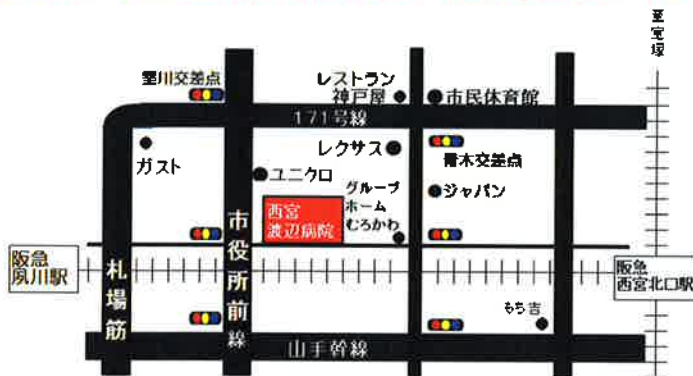 至宝塚
室川交差点
レストラン
神戸屋
市民体育館
171号線
ガスト
レクサス
青木交差点
ユニクロ
グループ
ホーム
むろかわ
ジャパン
西宮
渡辺病院
市役所前線
札場筋
阪急
夙川駅
阪急
西宮北口駅
もち吉
山手幹線